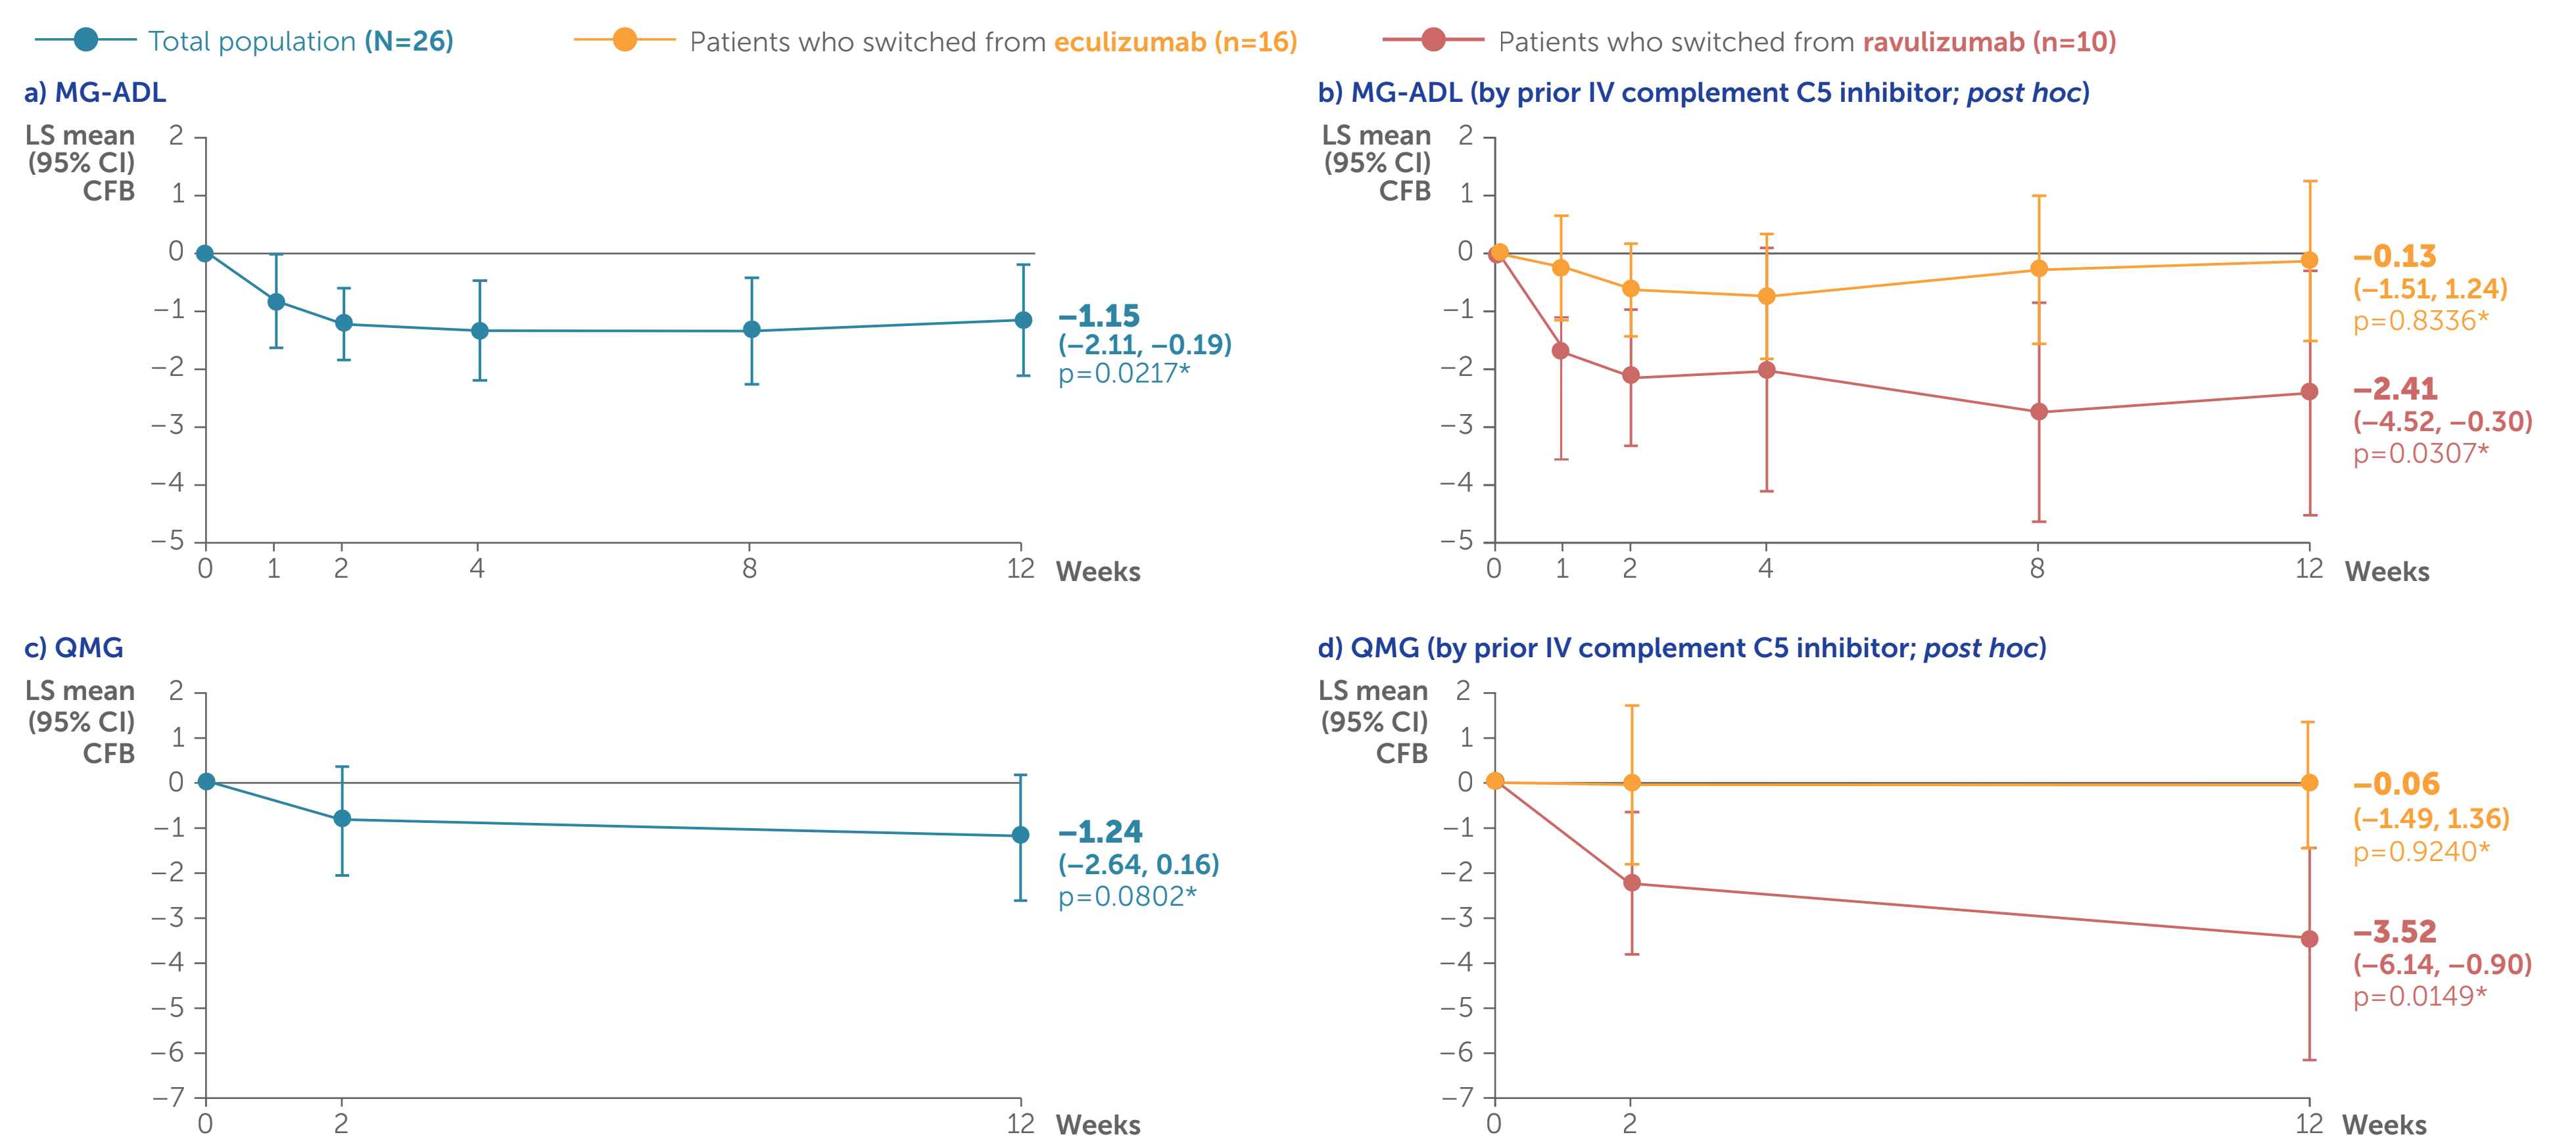 Total population (N=26)
Patients who switched from eculizumab (n=16)
Patients who switched from ravulizumab (n=10)
a) MG-ADL
LS mean
(95% CI)
CFB
2
1
0
−1
−2
−3
−4
−5
0 1 2 4 8 12 Weeks
−1.15
(−2.11, −0.19)
p=0.0217*
b) MG-ADL (by prior IV complement C5 inhibitor; post hoc)
LS mean
(95% CI)
CFB
2
1
0
−1
−2
−3
−4
−5
0 1 2 4 8 12 Weeks
−0.13
(−1.51, 1.24)
p=0.8336*
−2.41
(−4.52, −0.30)
p=0.0307*
c) QMG
LS mean
(95% CI)
CFB
2
1
0
−1
−2
−3
−4
−5
−6
−7
0 2 12 Weeks
−1.24
(−2.64, 0.16)
p=0.0802*
d) QMG (by prior IV complement C5 inhibitor; post hoc)
LS mean
(95% CI)
CFB
2
1
0
−1
−2
−3
−4
−5
−6
−7
0 2 12 Weeks
−0.06
(−1.49, 1.36)
p=0.9240*
−3.52
(−6.14, −0.90)
p=0.0149*